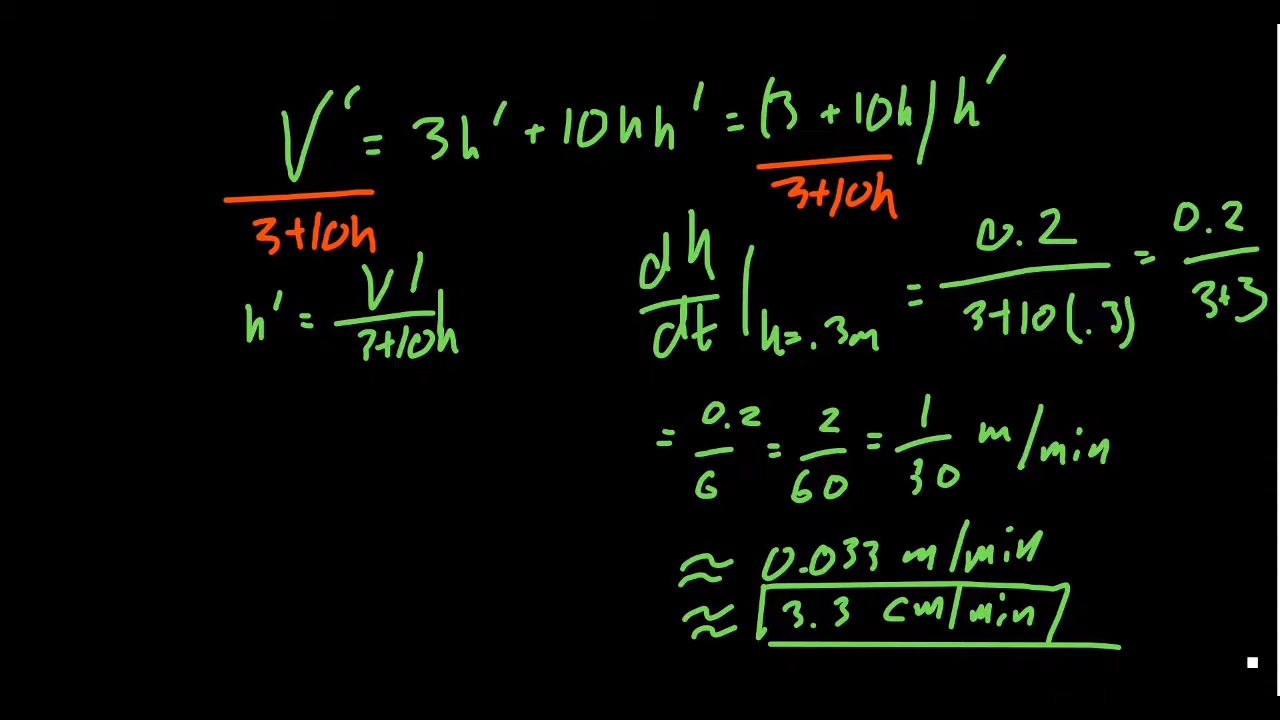 V' = 3h' + 10hh' = (3 + 10h) h'
3+10h 3+10h
h' = V' / 3+10h
dh/dt | h=.3m = 0.2 / 3+10(.3) = 0.2 / 3+3
= 0.2/6 = 2/60 = 1/30 m/min
≈ 0.033 m/min
≈ 3.3 cm/min